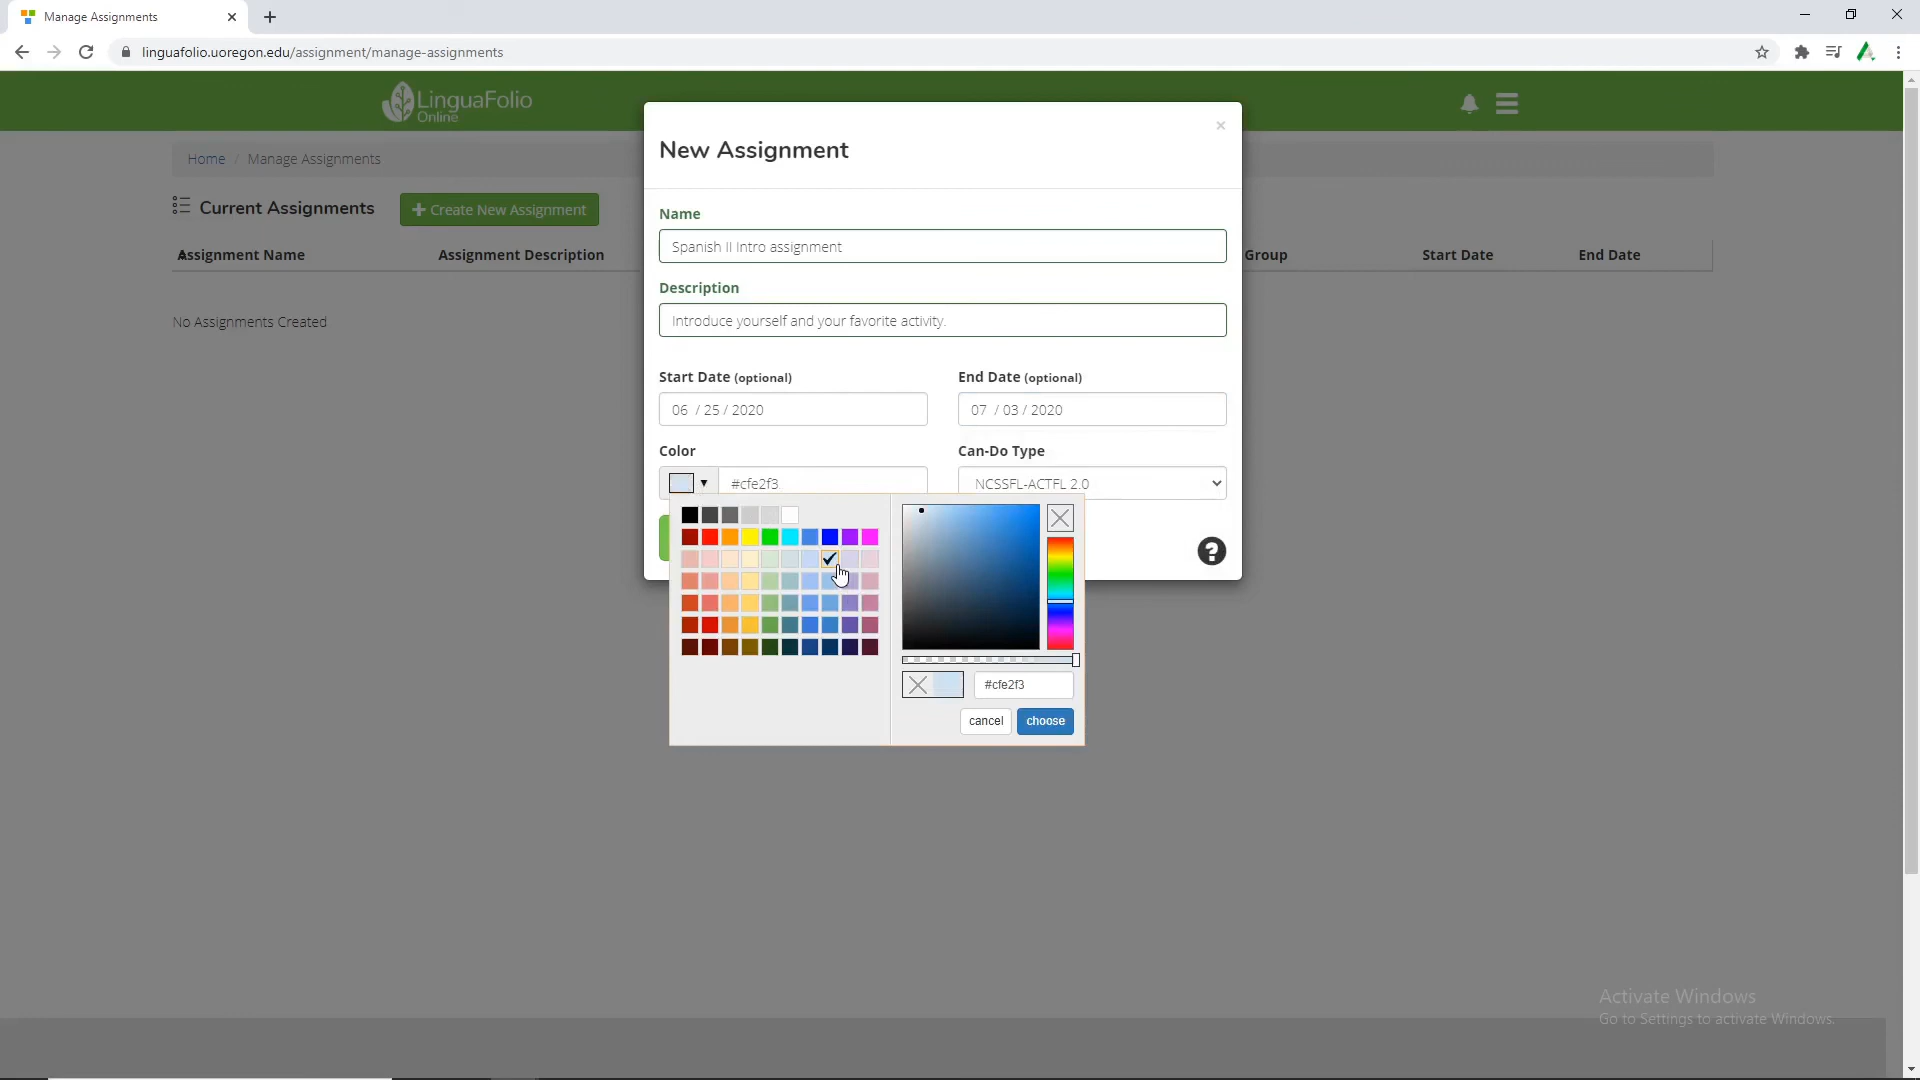 Manage Assignments
linguafolio.uoregon.edu/assignment/manage-assignments
LinguaFolio
Online
Home / Manage Assignments
Current Assignments
Create New Assignment
Assignment Name
Assignment Description
Group
Start Date
End Date
No Assignments Created
New Assignment
×
Name
Spanish II Intro assignment
Description
Introduce yourself and your favorite activity.
Start Date (optional)
End Date (optional)
06 / 25 / 2020
07 / 03 / 2020
Color
Can-Do Type
#cfe2f3
NCSSFL-ACTFL 2.0
#cfe2f3
cancel
choose
Activate Windows
Go to Settings to activate Windows.